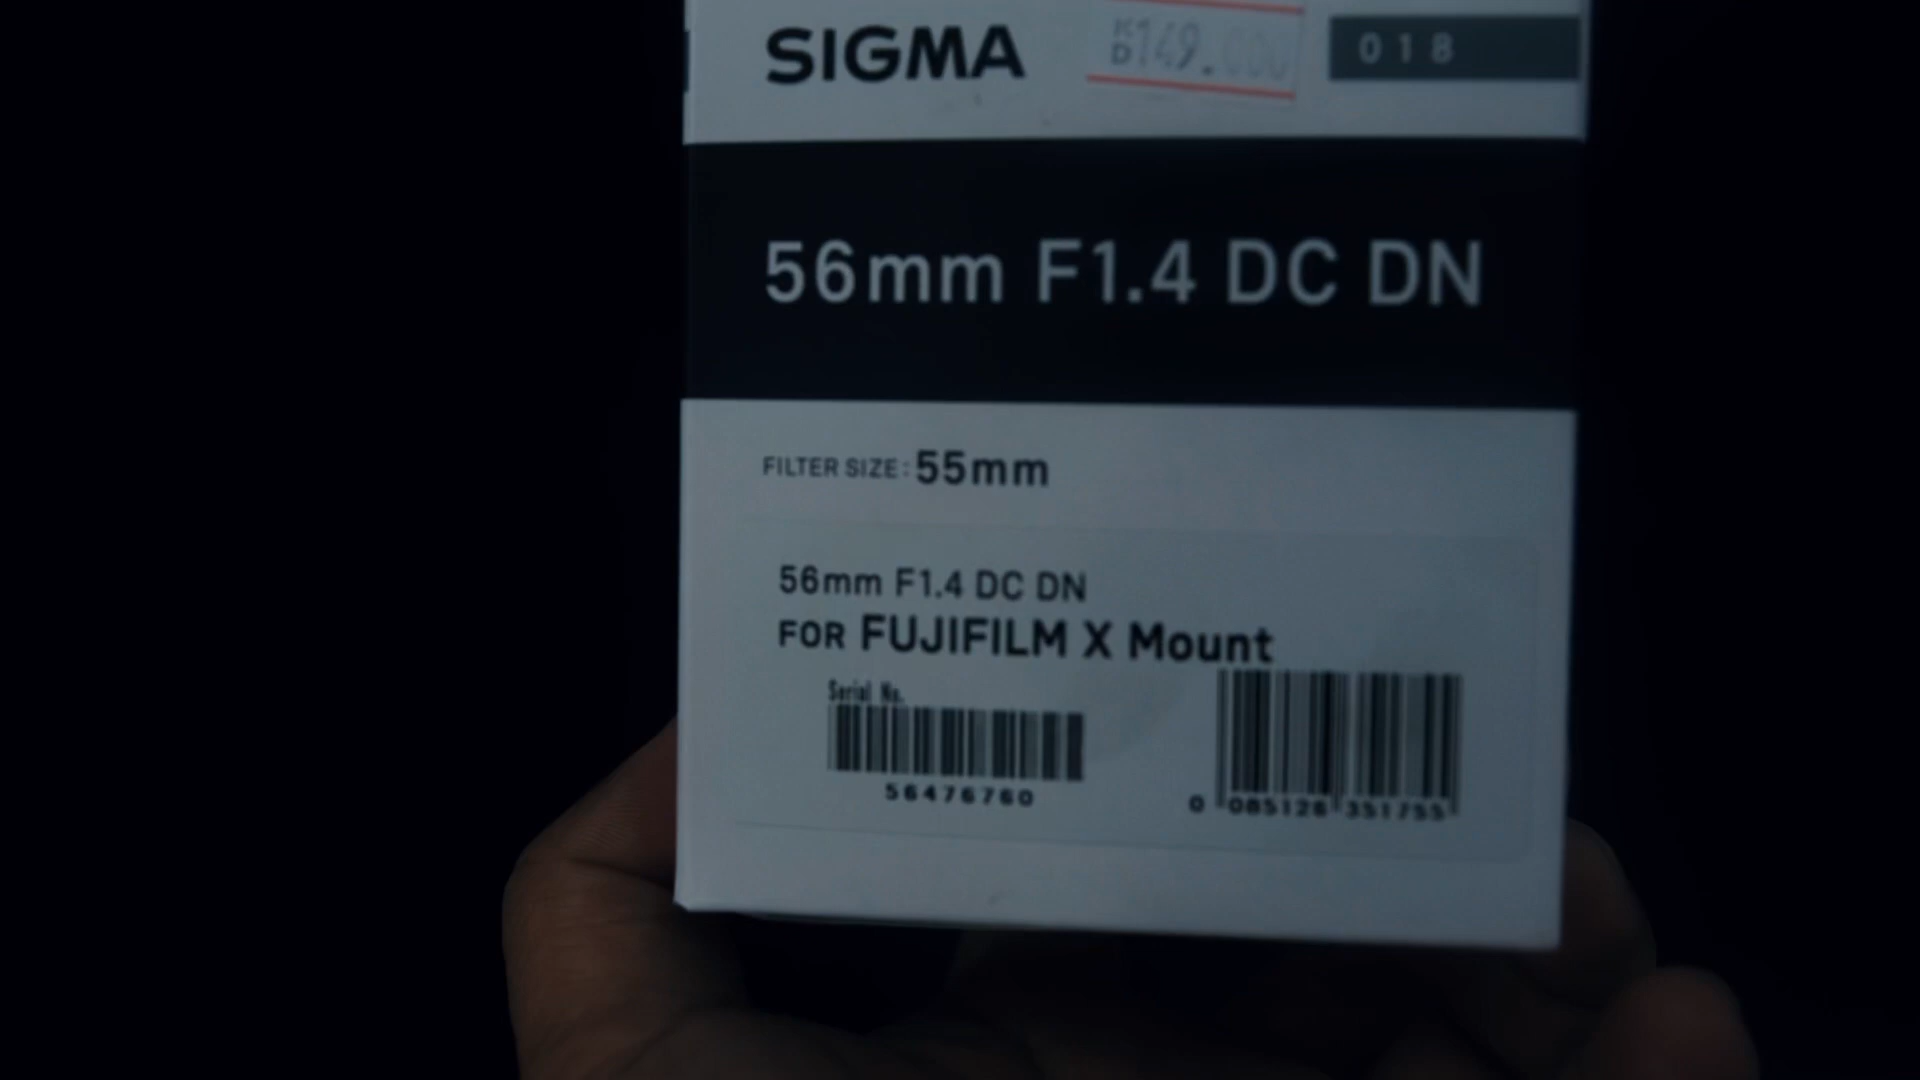 SIGMA
KD149.000
018
56mm F1.4 DC DN
FILTER SIZE: 55mm
56mm F1.4 DC DN
FOR FUJIFILM X Mount
Serial No.
56476760
0 085126 351755